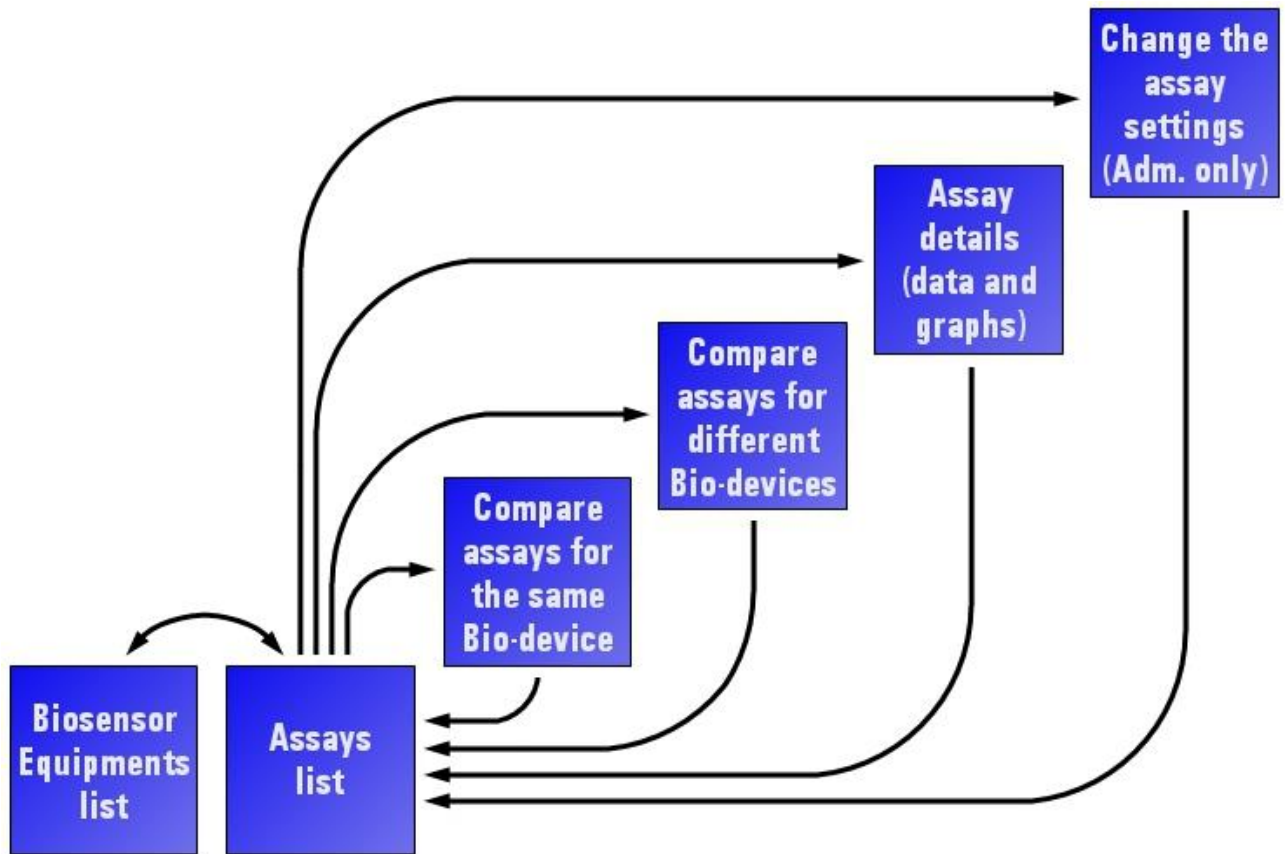 Change the
assay
settings
(Adm. only)
Assay
details
(data and
graphs)
Compare
assays for
different
Bio-devices
Compare
assays for
the same
Bio-device
Biosensor
Equipments
list
Assays
list